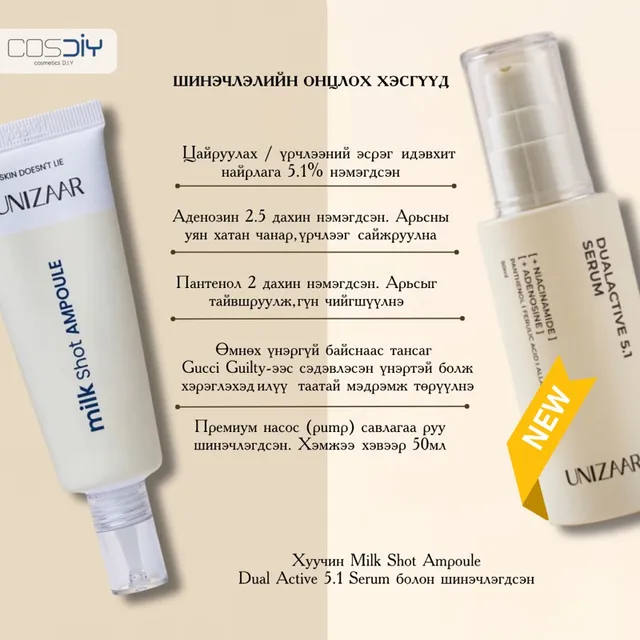 COSDIY
cosmetics D.I.Y
ШИНЭЧЛЭЛИЙН ОНЦЛОХ ХЭСГҮҮД
SKIN DOESN'T LIE
UNIZAAR
milk Shot AMPOULE
Цайруулах / үрчлээний эсрэг идэвхит
найрлага 5.1% нэмэгдсэн
Аденозин 2.5 дахин нэмэгдсэн. Арьсны
уян хатан чанар,үрчлээг сайжруулна
Пантенол 2 дахин нэмэгдсэн. Арьсыг
тайвшруулж,гүн чийгшүүлнэ
Өмнөх үнэргүй байснаас тансаг
Gucci Guilty-ээс сэдэвлэсэн үнэртэй болж
хэрэглэхэд илүү таатай мэдрэмж төрүүлнэ
Премиум насос (pump) савлагаа руу
шинэчлэгдсэн. Хэмжээ хэвээр 50мл
DUALACTIVE 5.1
SERUM
[ + NIACINAMIDE ]
[ + ADENOSINE ]
PANTHENOL I FERULIC ACID I
50ml
NEW
UNIZAAR
Хуучин Milk Shot Ampoule
Dual Active 5.1 Serum болон шинэчлэгдсэн